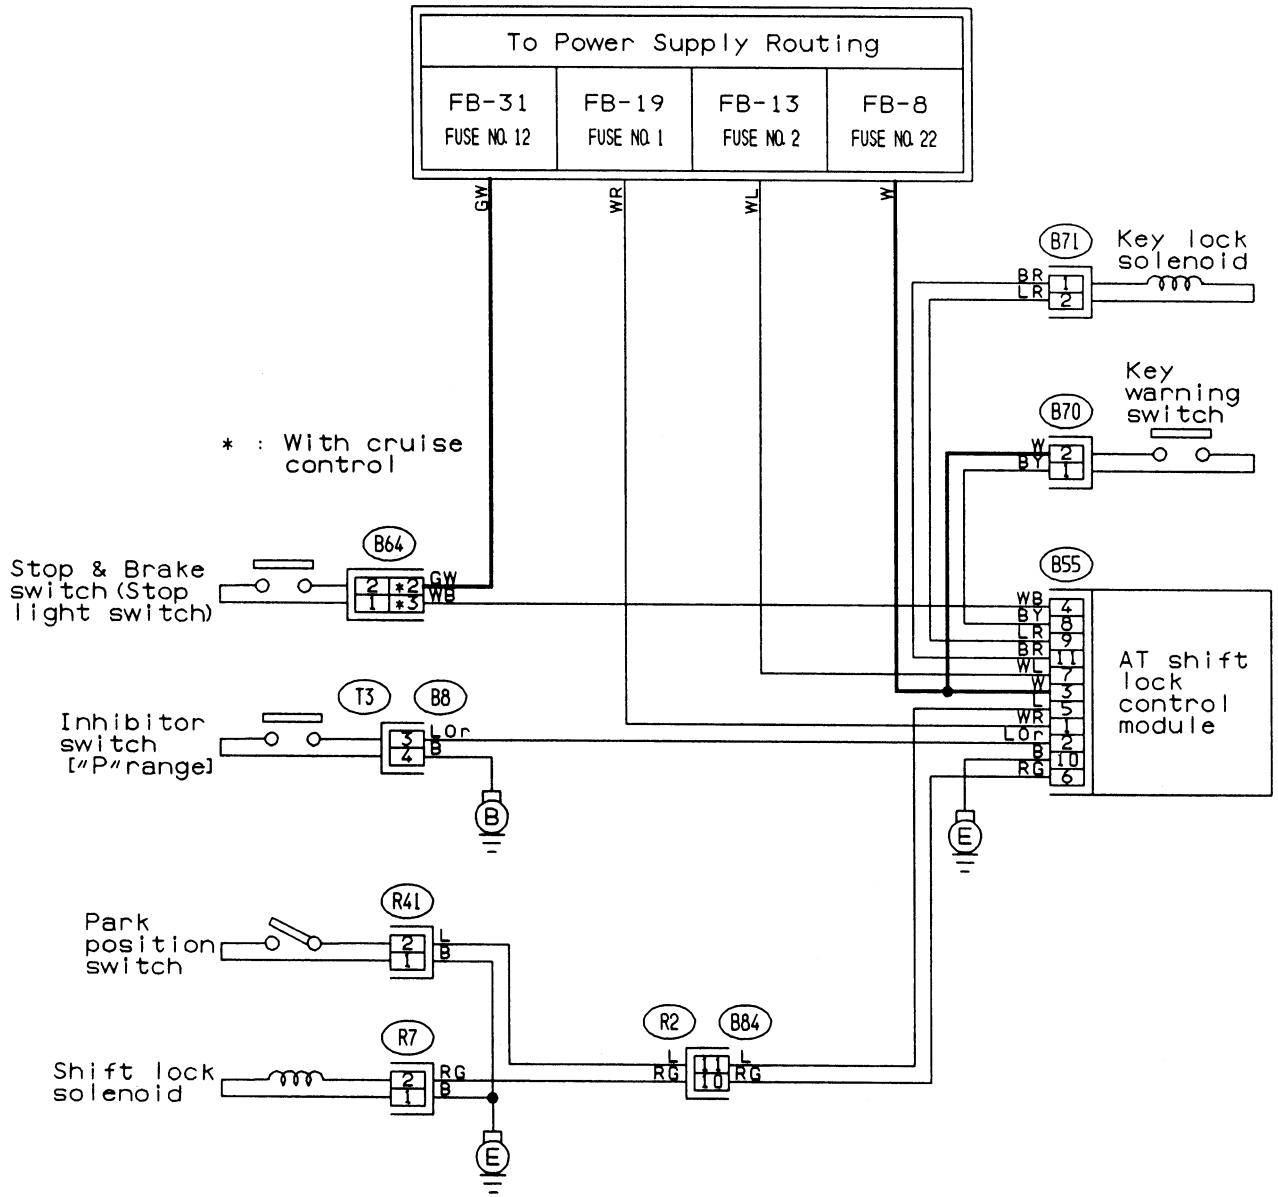 To Power Supply Routing
FB-31 FB-19 FB-13 FB-8
FUSE NO. 12 FUSE NO. 1 FUSE NO. 2 FUSE NO. 22
GW WR WL W
B71 Key lock
solenoid
BR 1
LR 2
Key
warning
switch
B70
W 2
BY 1
* : With cruise
control
B64
Stop & Brake
switch (Stop
light switch)
2 *2 GW
1 *3 WB
B55
WB 4
BY 8
LR 9
BR 11
WL 7
W 3
L 5
WR 1
LOr 2
B 10
RG 6
AT shift
lock
control
module
T3 B8
Inhibitor
switch
["P"range]
3 LOr
4 B
B
E
R41
Park
position
switch
2 L
1 B
R7
Shift lock
solenoid
2 RG
1 B
R2 B84
L 11 L
RG 10 RG
E